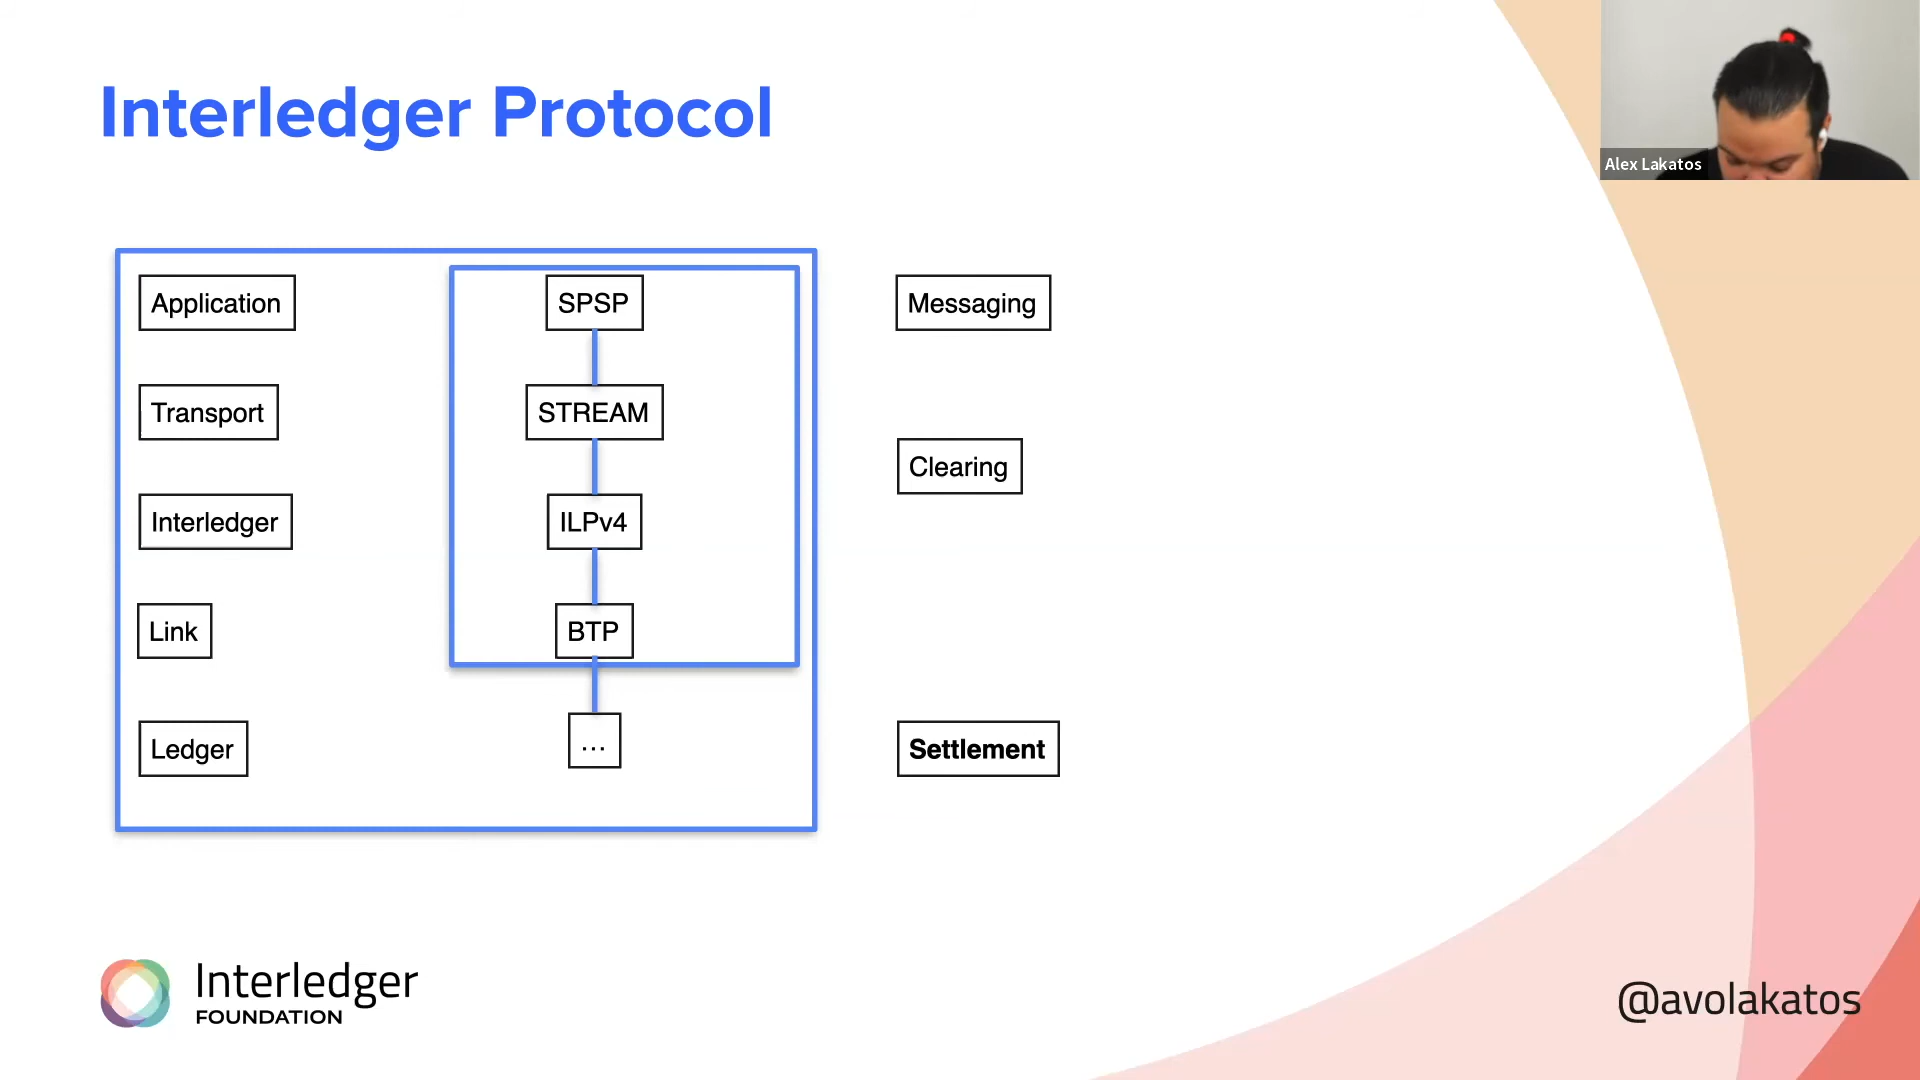 Interledger Protocol
Alex Lakatos
Application
SPSP
Messaging
Transport
STREAM
Clearing
Interledger
ILPv4
Link
BTP
Ledger
...
Settlement
Interledger
FOUNDATION
@avolakatos